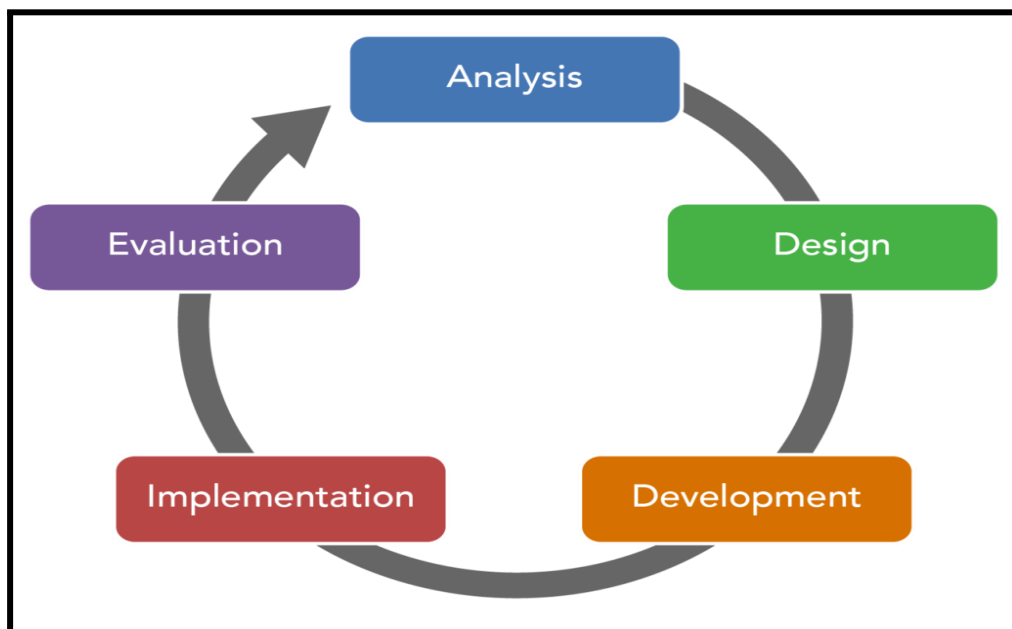 Analysis
Design
Development
Implementation
Evaluation